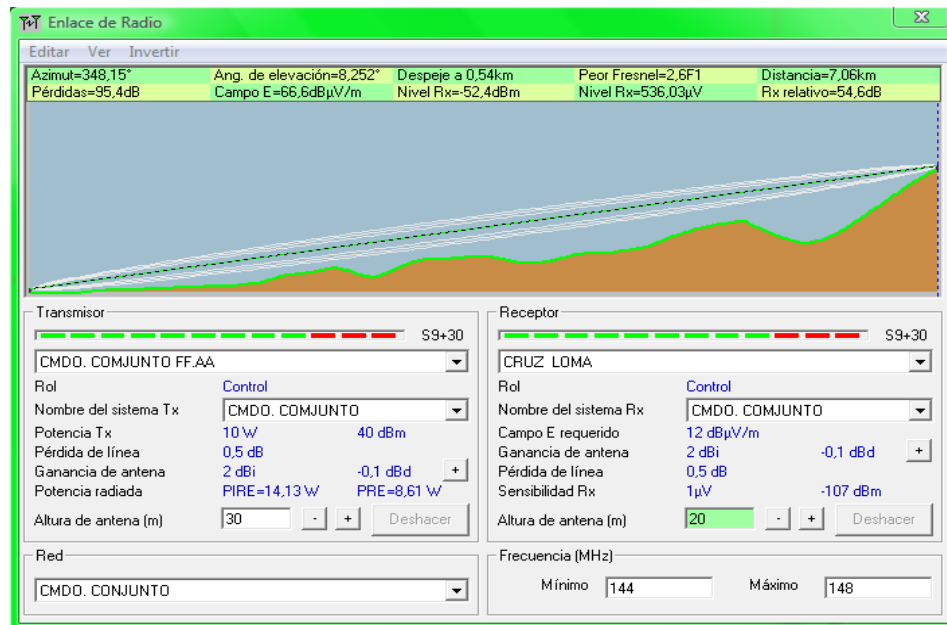 Enlace de Radio
Editar Ver Invertir
Azimut=348,15° Ang. de elevación=8,252° Despeje a 0,54km Peor Fresnel=2,6F1 Distancia=7,06km
Pérdidas=95,4dB Campo E=66,6dBµV/m Nivel Rx=-52,4dBm Nivel Rx=536,03µV Rx relativo=54,6dB
Transmisor
S9+30
CMDO. COMJUNTO FF.AA
Rol Control
Nombre del sistema Tx CMDO. COMJUNTO
Potencia Tx 10 W 40 dBm
Pérdida de línea 0,5 dB
Ganancia de antena 2 dBi -0,1 dBd +
Potencia radiada PIRE=14,13 W PRE=8,61 W
Altura de antena (m) 30 - + Deshacer
Receptor
S9+30
CRUZ LOMA
Rol Control
Nombre del sistema Rx CMDO. COMJUNTO
Campo E requerido 12 dBµV/m
Ganancia de antena 2 dBi -0,1 dBd +
Pérdida de línea 0,5 dB
Sensibilidad Rx 1µV -107 dBm
Altura de antena (m) 20 - + Deshacer
Red
CMDO. CONJUNTO
Frecuencia (MHz)
Mínimo 144 Máximo 148